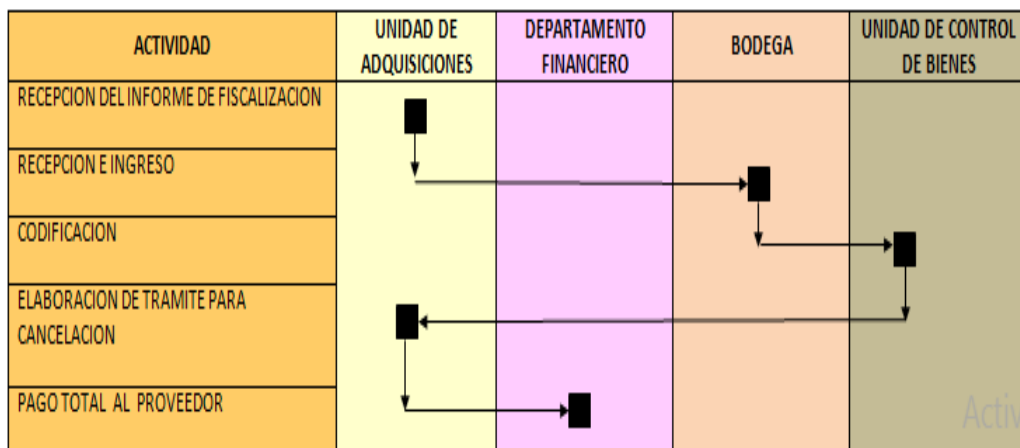 ACTIVIDAD
UNIDAD DE
ADQUISICIONES
DEPARTAMENTO
FINANCIERO
BODEGA
UNIDAD DE CONTROL
DE BIENES
RECEPCION DEL INFORME DE FISCALIZACION
RECEPCION E INGRESO
CODIFICACION
ELABORACION DE TRAMITE PARA
CANCELACION
PAGO TOTAL AL PROVEEDOR
Activ